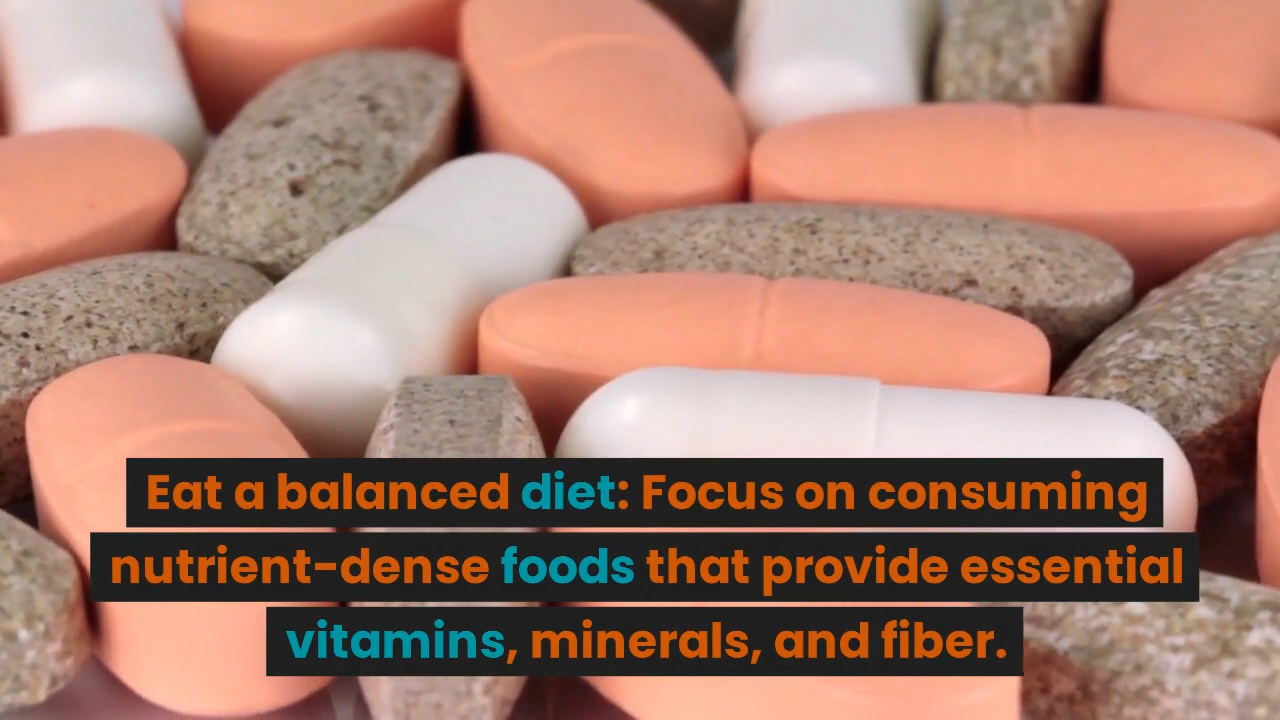 Eat a balanced diet: Focus on consuming
nutrient-dense foods that provide essential
vitamins, minerals, and fiber.